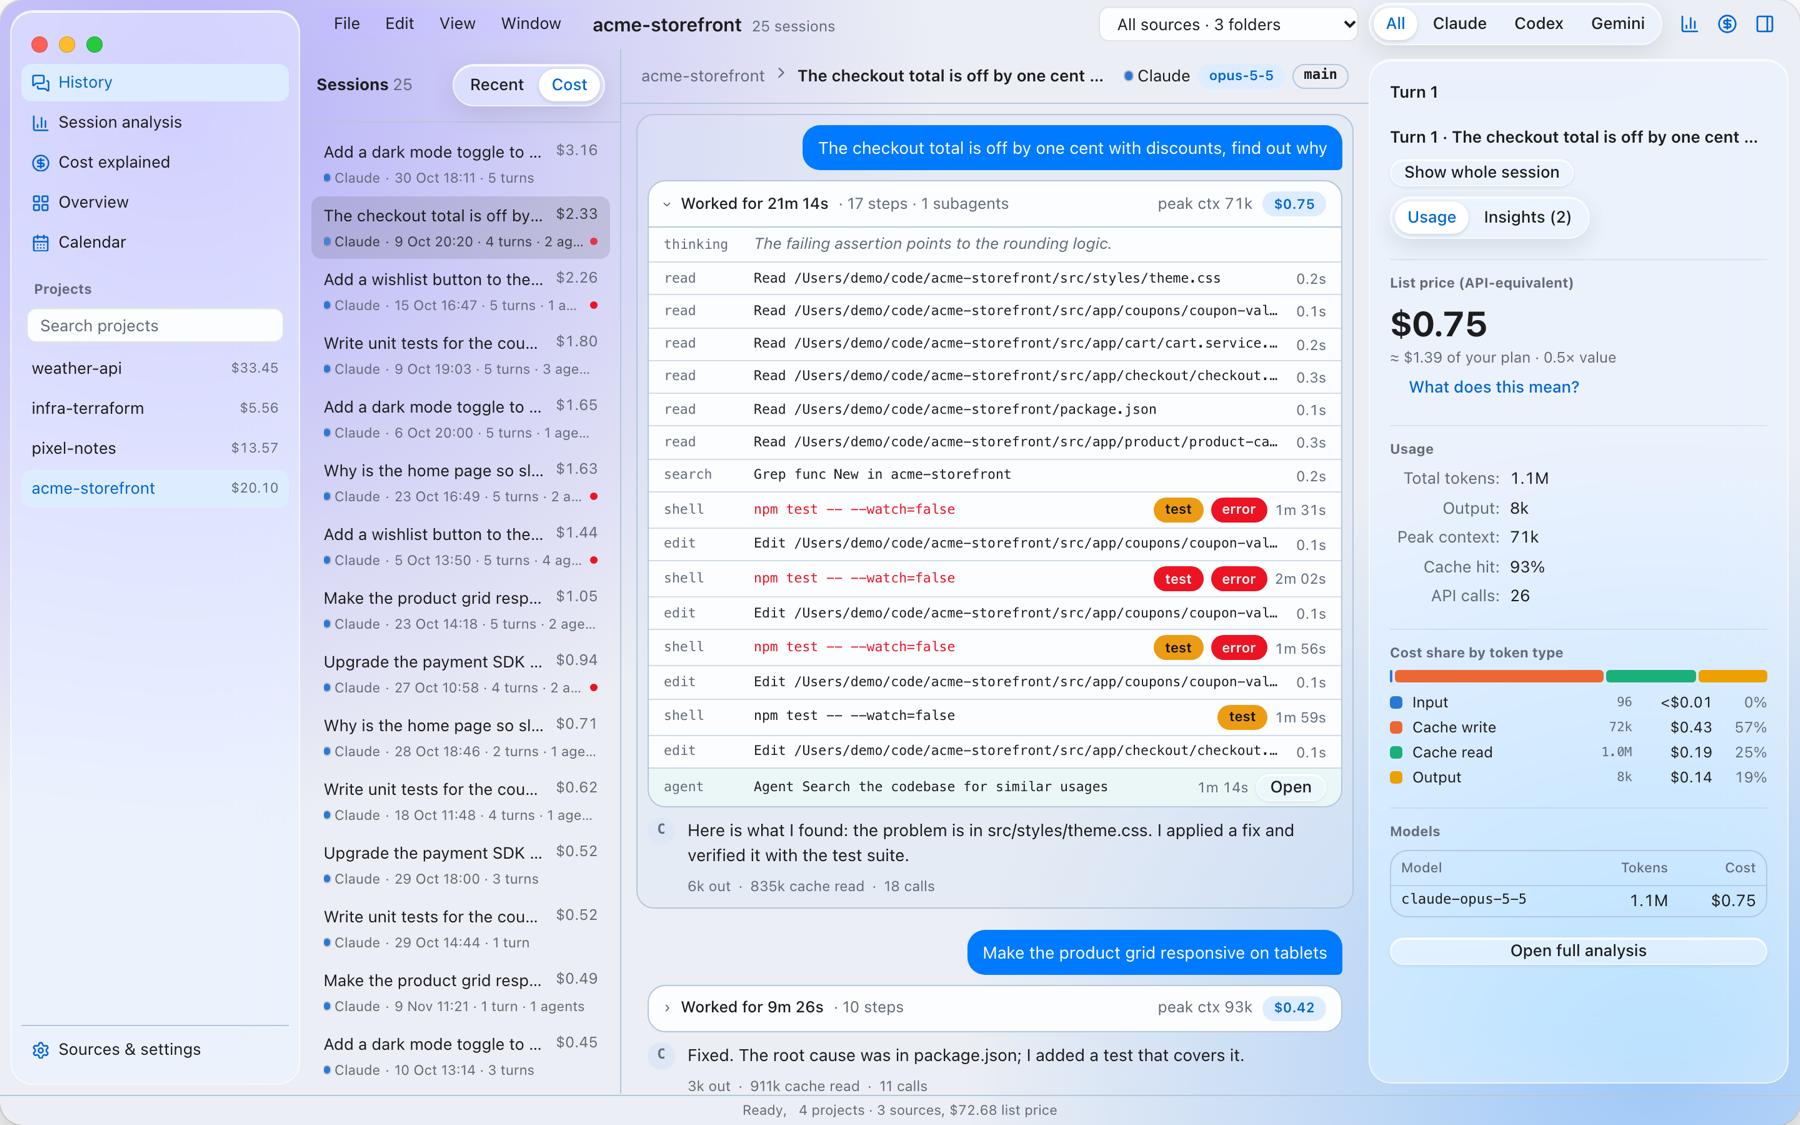 File Edit View Window
acme-storefront 25 sessions
All sources · 3 folders
All Claude Codex Gemini
History
Session analysis
Cost explained
Overview
Calendar
Projects
Search projects
weather-api $33.45
infra-terraform $5.56
pixel-notes $13.57
acme-storefront $20.10
Sources & settings
Sessions 25
Recent Cost
Add a dark mode toggle to ... $3.16
Claude · 30 Oct 18:11 · 5 turns
The checkout total is off by... $2.33
Claude · 9 Oct 20:20 · 4 turns · 2 ag...
Add a wishlist button to the... $2.26
Claude · 15 Oct 16:47 · 5 turns · 1 a...
Write unit tests for the cou... $1.80
Claude · 9 Oct 19:03 · 5 turns · 3 age...
Add a dark mode toggle to ... $1.65
Claude · 6 Oct 20:00 · 5 turns · 1 age...
Why is the home page so sl... $1.63
Claude · 23 Oct 16:49 · 5 turns · 2 a...
Add a wishlist button to the... $1.44
Claude · 5 Oct 13:50 · 5 turns · 4 ag...
Make the product grid resp... $1.05
Claude · 23 Oct 14:18 · 5 turns · 2 age...
Upgrade the payment SDK ... $0.94
Claude · 27 Oct 10:58 · 4 turns · 2 a...
Why is the home page so sl... $0.71
Claude · 28 Oct 18:46 · 2 turns · 1 age...
Write unit tests for the cou... $0.62
Claude · 18 Oct 11:48 · 4 turns · 1 age...
Upgrade the payment SDK ... $0.52
Claude · 29 Oct 18:00 · 3 turns
Write unit tests for the cou... $0.52
Claude · 29 Oct 14:44 · 1 turn
Make the product grid resp... $0.49
Claude · 9 Nov 11:21 · 1 turn · 1 agents
Add a dark mode toggle to ... $0.45
Claude · 10 Oct 13:14 · 3 turns
acme-storefront > The checkout total is off by one cent ... Claude opus-5-5 main
The checkout total is off by one cent with discounts, find out why
Worked for 21m 14s · 17 steps · 1 subagents peak ctx 71k $0.75
thinking The failing assertion points to the rounding logic.
read Read /Users/demo/code/acme-storefront/src/styles/theme.css 0.2s
read Read /Users/demo/code/acme-storefront/src/app/coupons/coupon-val... 0.1s
read Read /Users/demo/code/acme-storefront/src/app/cart/cart.service.... 0.2s
read Read /Users/demo/code/acme-storefront/src/app/checkout/checkout.... 0.3s
read Read /Users/demo/code/acme-storefront/package.json 0.1s
read Read /Users/demo/code/acme-storefront/src/app/product/product-ca... 0.3s
search Grep func New in acme-storefront 0.2s
shell npm test -- --watch=false test error 1m 31s
edit Edit /Users/demo/code/acme-storefront/src/app/coupons/coupon-val... 0.1s
shell npm test -- --watch=false test error 2m 02s
edit Edit /Users/demo/code/acme-storefront/src/app/coupons/coupon-val... 0.1s
shell npm test -- --watch=false test error 1m 56s
edit Edit /Users/demo/code/acme-storefront/src/app/coupons/coupon-val... 0.1s
shell npm test -- --watch=false test 1m 59s
edit Edit /Users/demo/code/acme-storefront/src/app/checkout/checkout.... 0.1s
agent Agent Search the codebase for similar usages 1m 14s Open
C Here is what I found: the problem is in src/styles/theme.css. I applied a fix and
verified it with the test suite.
6k out · 835k cache read · 18 calls
Make the product grid responsive on tablets
Worked for 9m 26s · 10 steps peak ctx 93k $0.42
C Fixed. The root cause was in package.json; I added a test that covers it.
3k out · 911k cache read · 11 calls
Turn 1
Turn 1 · The checkout total is off by one cent ...
Show whole session
Usage Insights (2)
List price (API-equivalent)
$0.75
≈ $1.39 of your plan · 0.5× value
What does this mean?
Usage
Total tokens: 1.1M
Output: 8k
Peak context: 71k
Cache hit: 93%
API calls: 26
Cost share by token type
Input 96 <$0.01 0%
Cache write 72k $0.43 57%
Cache read 1.0M $0.19 25%
Output 8k $0.14 19%
Models
Model Tokens Cost
claude-opus-5-5 1.1M $0.75
Open full analysis
Ready, 4 projects · 3 sources, $72.68 list price